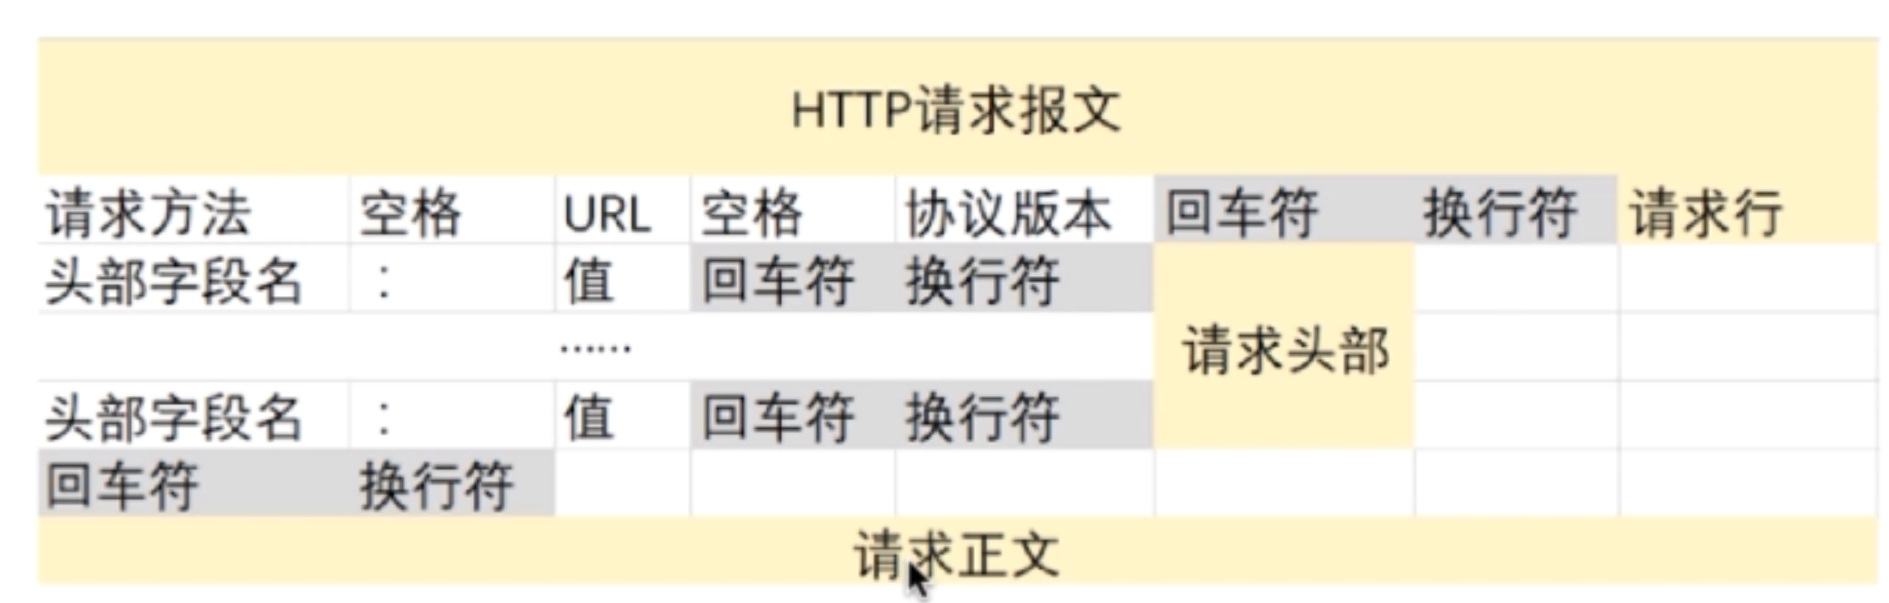 HTTP请求报文
请求方法 空格 URL 空格 协议版本 回车符 换行符 请求行
头部字段名 : 值 回车符 换行符
...... 请求头部
头部字段名 : 值 回车符 换行符
回车符 换行符
请求正文